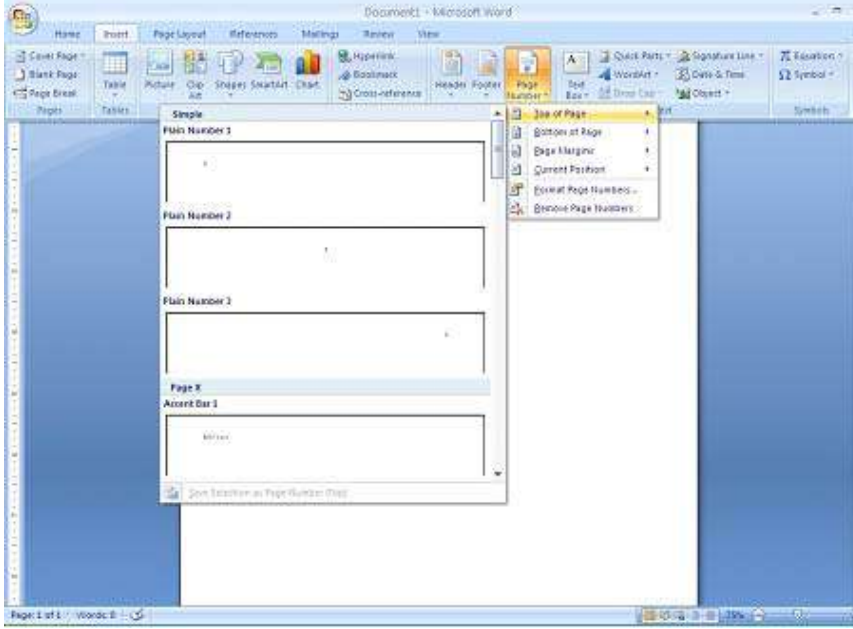 Document1 - Microsoft Word
Home Insert Page Layout References Mailings Review View
Cover Page
Blank Page
Page Break
Pages
Table
Tables
Picture Clip Art Shapes SmartArt Chart
Hyperlink
Bookmark
Cross-reference
Header Footer Page Number
Text Box
Quick Parts
WordArt
Drop Cap
Signature Line
Date & Time
Object
Equation
Symbol
Symbols
Simple
Plain Number 1
Plain Number 2
Plain Number 3
Page X
Accent Bar 1
Save Selection as Page Number (Top)
Top of Page
Bottom of Page
Page Margins
Current Position
Format Page Numbers...
Remove Page Numbers
Page: 1 of 1 Words: 0
79%